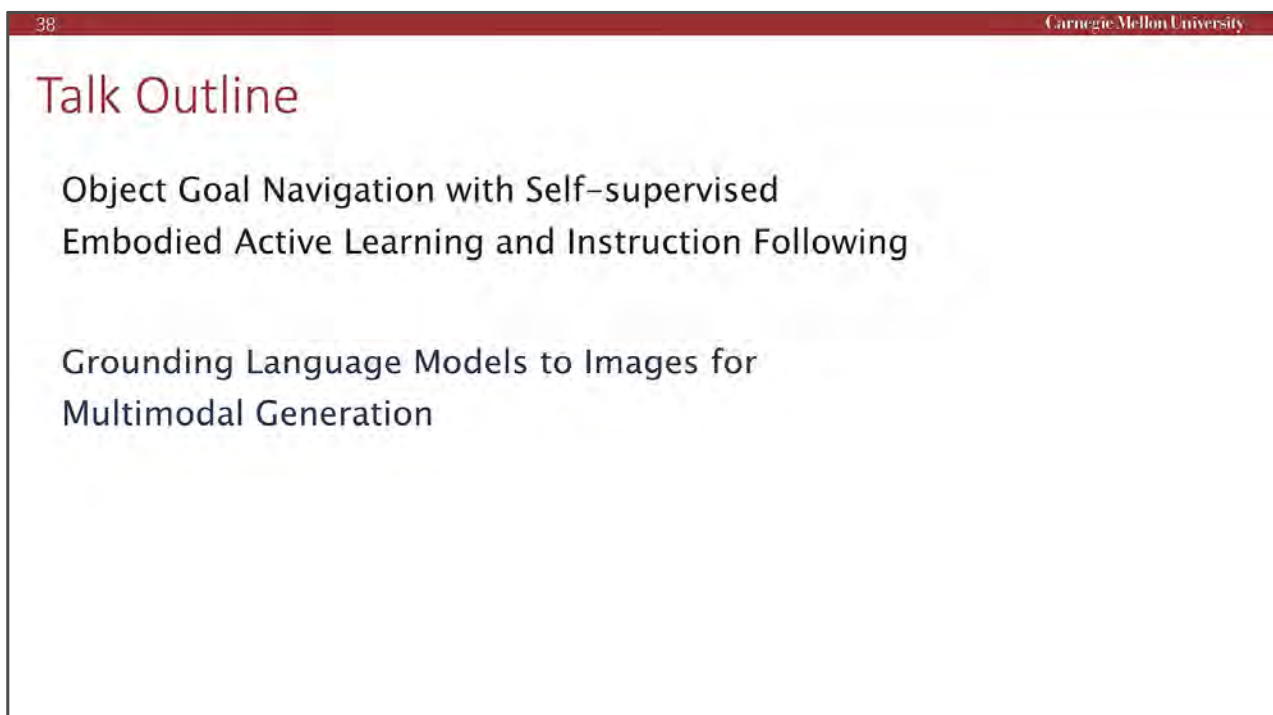 38
Carnegie Mellon University
Talk Outline
Object Goal Navigation with Self-supervised
Embodied Active Learning and Instruction Following
Grounding Language Models to Images for
Multimodal Generation